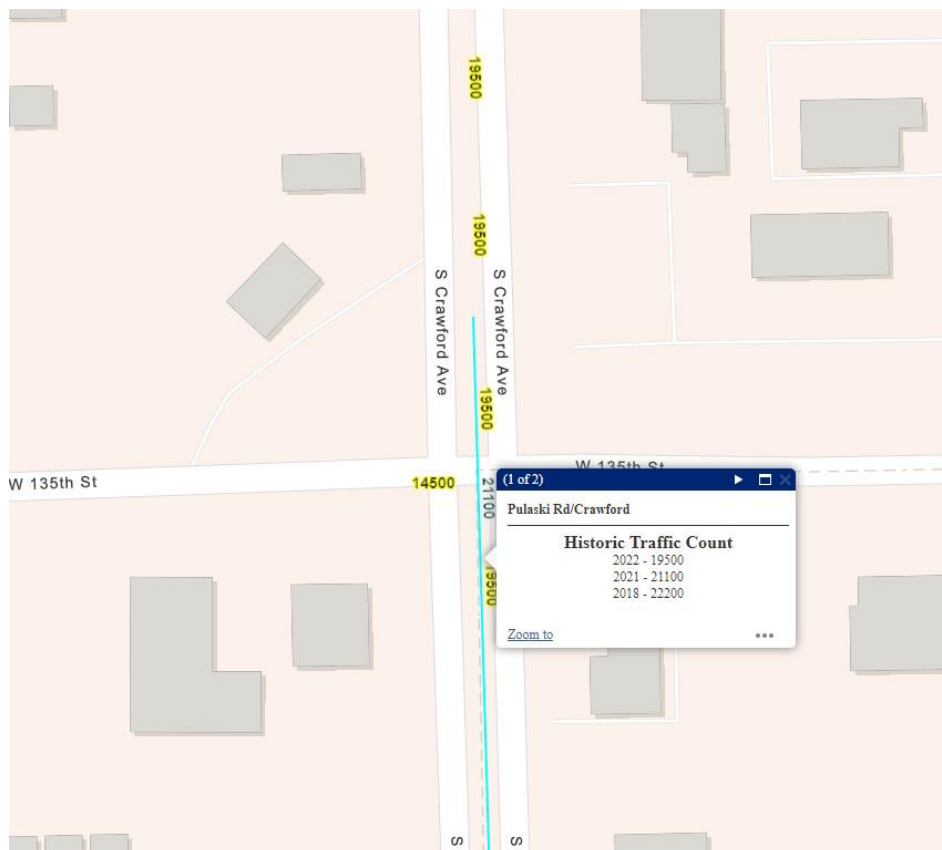 19500
19500
S Crawford Ave
S Crawford Ave
19500
W 135th St
W 135th St
14500
21100
(1 of 2)
Pulaski Rd/Crawford
Historic Traffic Count
2022 - 19500
2021 - 21100
2018 - 22200
19500
Zoom to
S
S